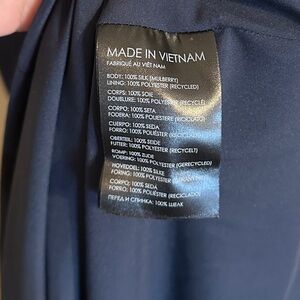 MADE IN VIETNAM
FABRIQUÉ AU VIÊT NAM
BODY: 100% SILK (MULBERRY)
LINING: 100% POLYESTER (RECYCLED)
CORPS: 100% SOIE
DOUBLURE: 100% POLYESTER (RECYCLÉ)
CORPO: 100% SETA
FODERA: 100% POLIESTERE (RICICLATO)
CUERPO: 100% SEDA
FORRO: 100% POLIÉSTER (RECICLADO)
OBERTEIL: 100% SEIDE
FUTTER: 100% POLYESTER (RECYCELT)
ROMP: 100% ZIJDE
VOERING: 100% POLYESTER (GERECYCLED)
HOVEDDEL: 100% SILKE
FORING: 100% POLYESTER
CORPO: 100% SEDA
FORRO: 100% POLIÉSTER (RECICLADO)
ПЕРЕД И СПИНКА: 100% ШЕЛК